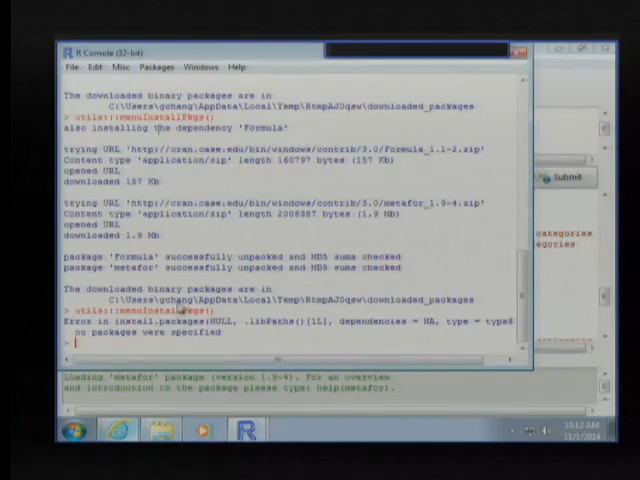 R Console (32-bit)
File Edit Misc Packages Windows Help
The downloaded binary packages are in
C:\Users\gchang\AppData\Local\Temp\RtmpAJOqsw\downloaded_packages
> utils:::menuInstallPkgs()
also installing the dependency 'Formula'
trying URL 'http://cran.case.edu/bin/windows/contrib/3.0/Formula_1.1-2.zip'
Content type 'application/zip' length 160797 bytes (157 Kb)
opened URL
downloaded 157 Kb
trying URL 'http://cran.case.edu/bin/windows/contrib/3.0/metafor_1.9-4.zip'
Content type 'application/zip' length 2008387 bytes (1.9 Mb)
opened URL
downloaded 1.9 Mb
package 'Formula' successfully unpacked and MD5 sums checked
package 'metafor' successfully unpacked and MD5 sums checked
The downloaded binary packages are in
C:\Users\gchang\AppData\Local\Temp\RtmpAJOqsw\downloaded_packages
> utils:::menuInstallPkgs()
Error in install.packages(NULL, .libPaths()[1L], dependencies = NA, type = type$
no packages were specified
>
Submit
categories
egories
Loading 'metafor' package (version 1.9-4). For an overview
and introduction to the package please type: help(metafor).
10:12 AM
11/1/2014